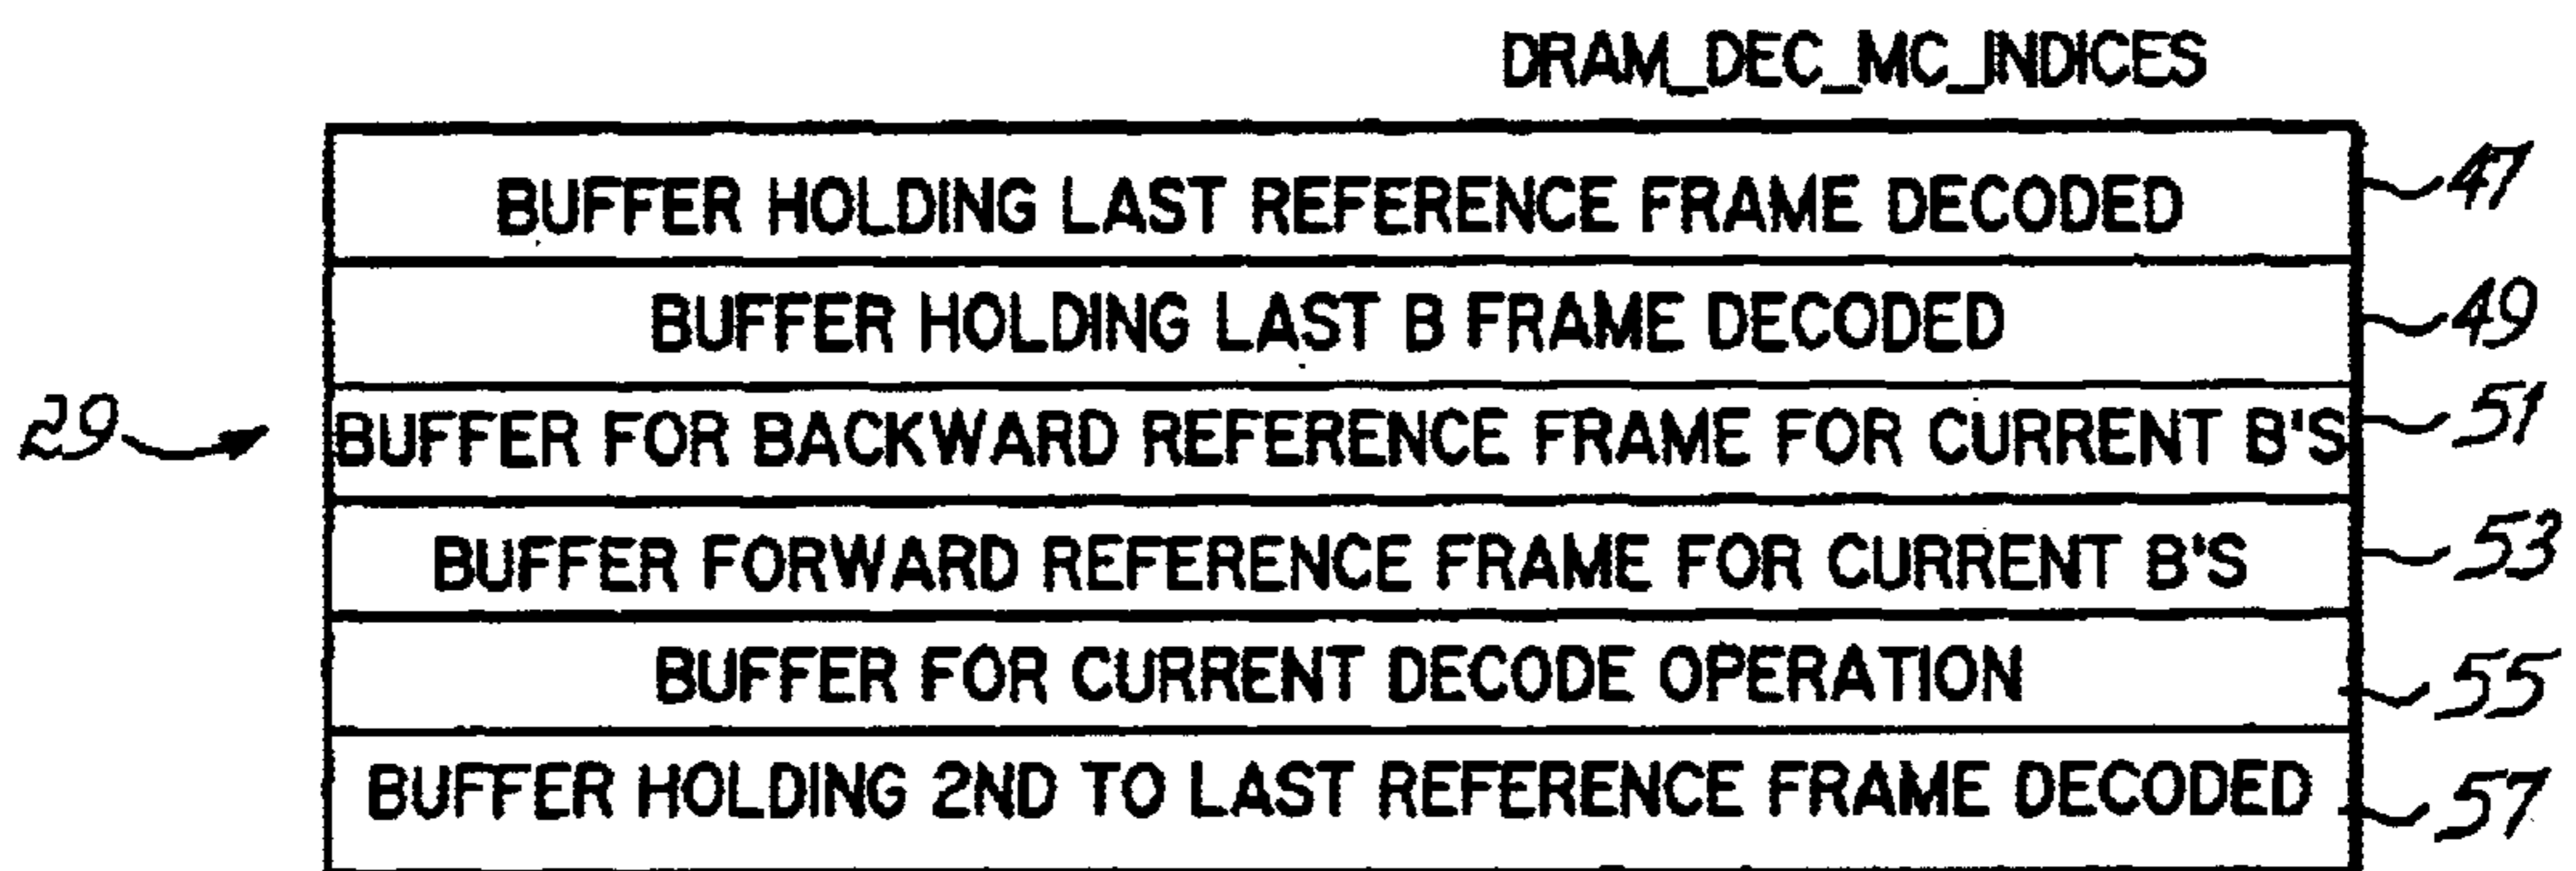 DRAM_DEC_MC_INDICES
BUFFER HOLDING LAST REFERENCE FRAME DECODED 47
BUFFER HOLDING LAST B FRAME DECODED 49
29 BUFFER FOR BACKWARD REFERENCE FRAME FOR CURRENT B'S 51
BUFFER FORWARD REFERENCE FRAME FOR CURRENT B'S 53
BUFFER FOR CURRENT DECODE OPERATION 55
BUFFER HOLDING 2ND TO LAST REFERENCE FRAME DECODED 57